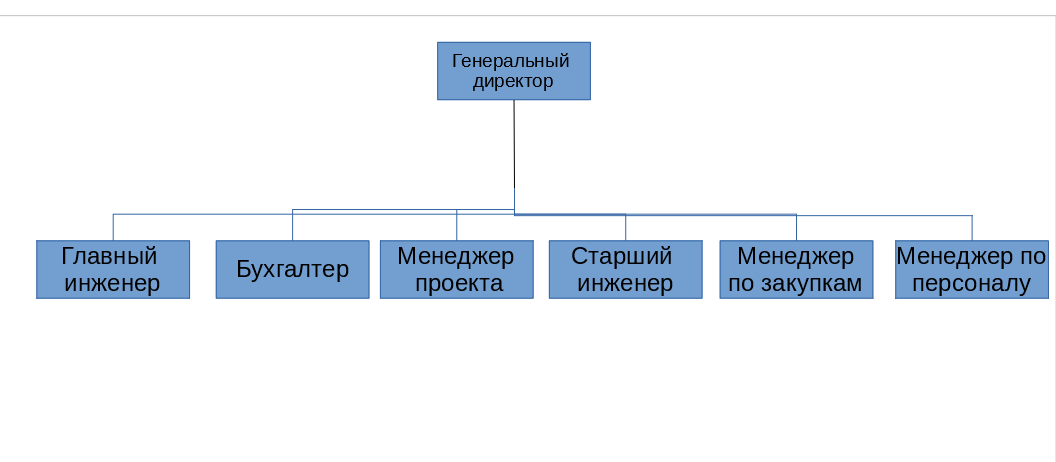 Генеральный
директор
Главный
инженер
Бухгалтер
Менеджер
проекта
Старший
инженер
Менеджер
по закупкам
Менеджер по
персоналу